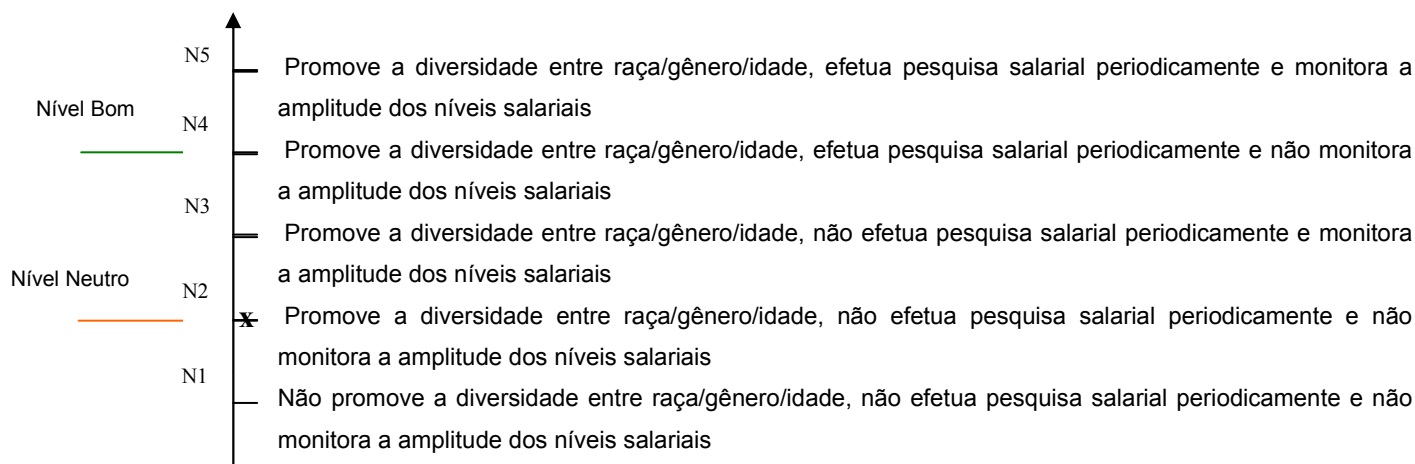 N5
Promove a diversidade entre raça/gênero/idade, efetua pesquisa salarial periodicamente e monitora a
amplitude dos níveis salariais
Nível Bom
N4
Promove a diversidade entre raça/gênero/idade, efetua pesquisa salarial periodicamente e não monitora
a amplitude dos níveis salariais
N3
Promove a diversidade entre raça/gênero/idade, não efetua pesquisa salarial periodicamente e monitora
a amplitude dos níveis salariais
Nível Neutro
N2
X Promove a diversidade entre raça/gênero/idade, não efetua pesquisa salarial periodicamente e não
monitora a amplitude dos níveis salariais
N1
Não promove a diversidade entre raça/gênero/idade, não efetua pesquisa salarial periodicamente e não
monitora a amplitude dos níveis salariais